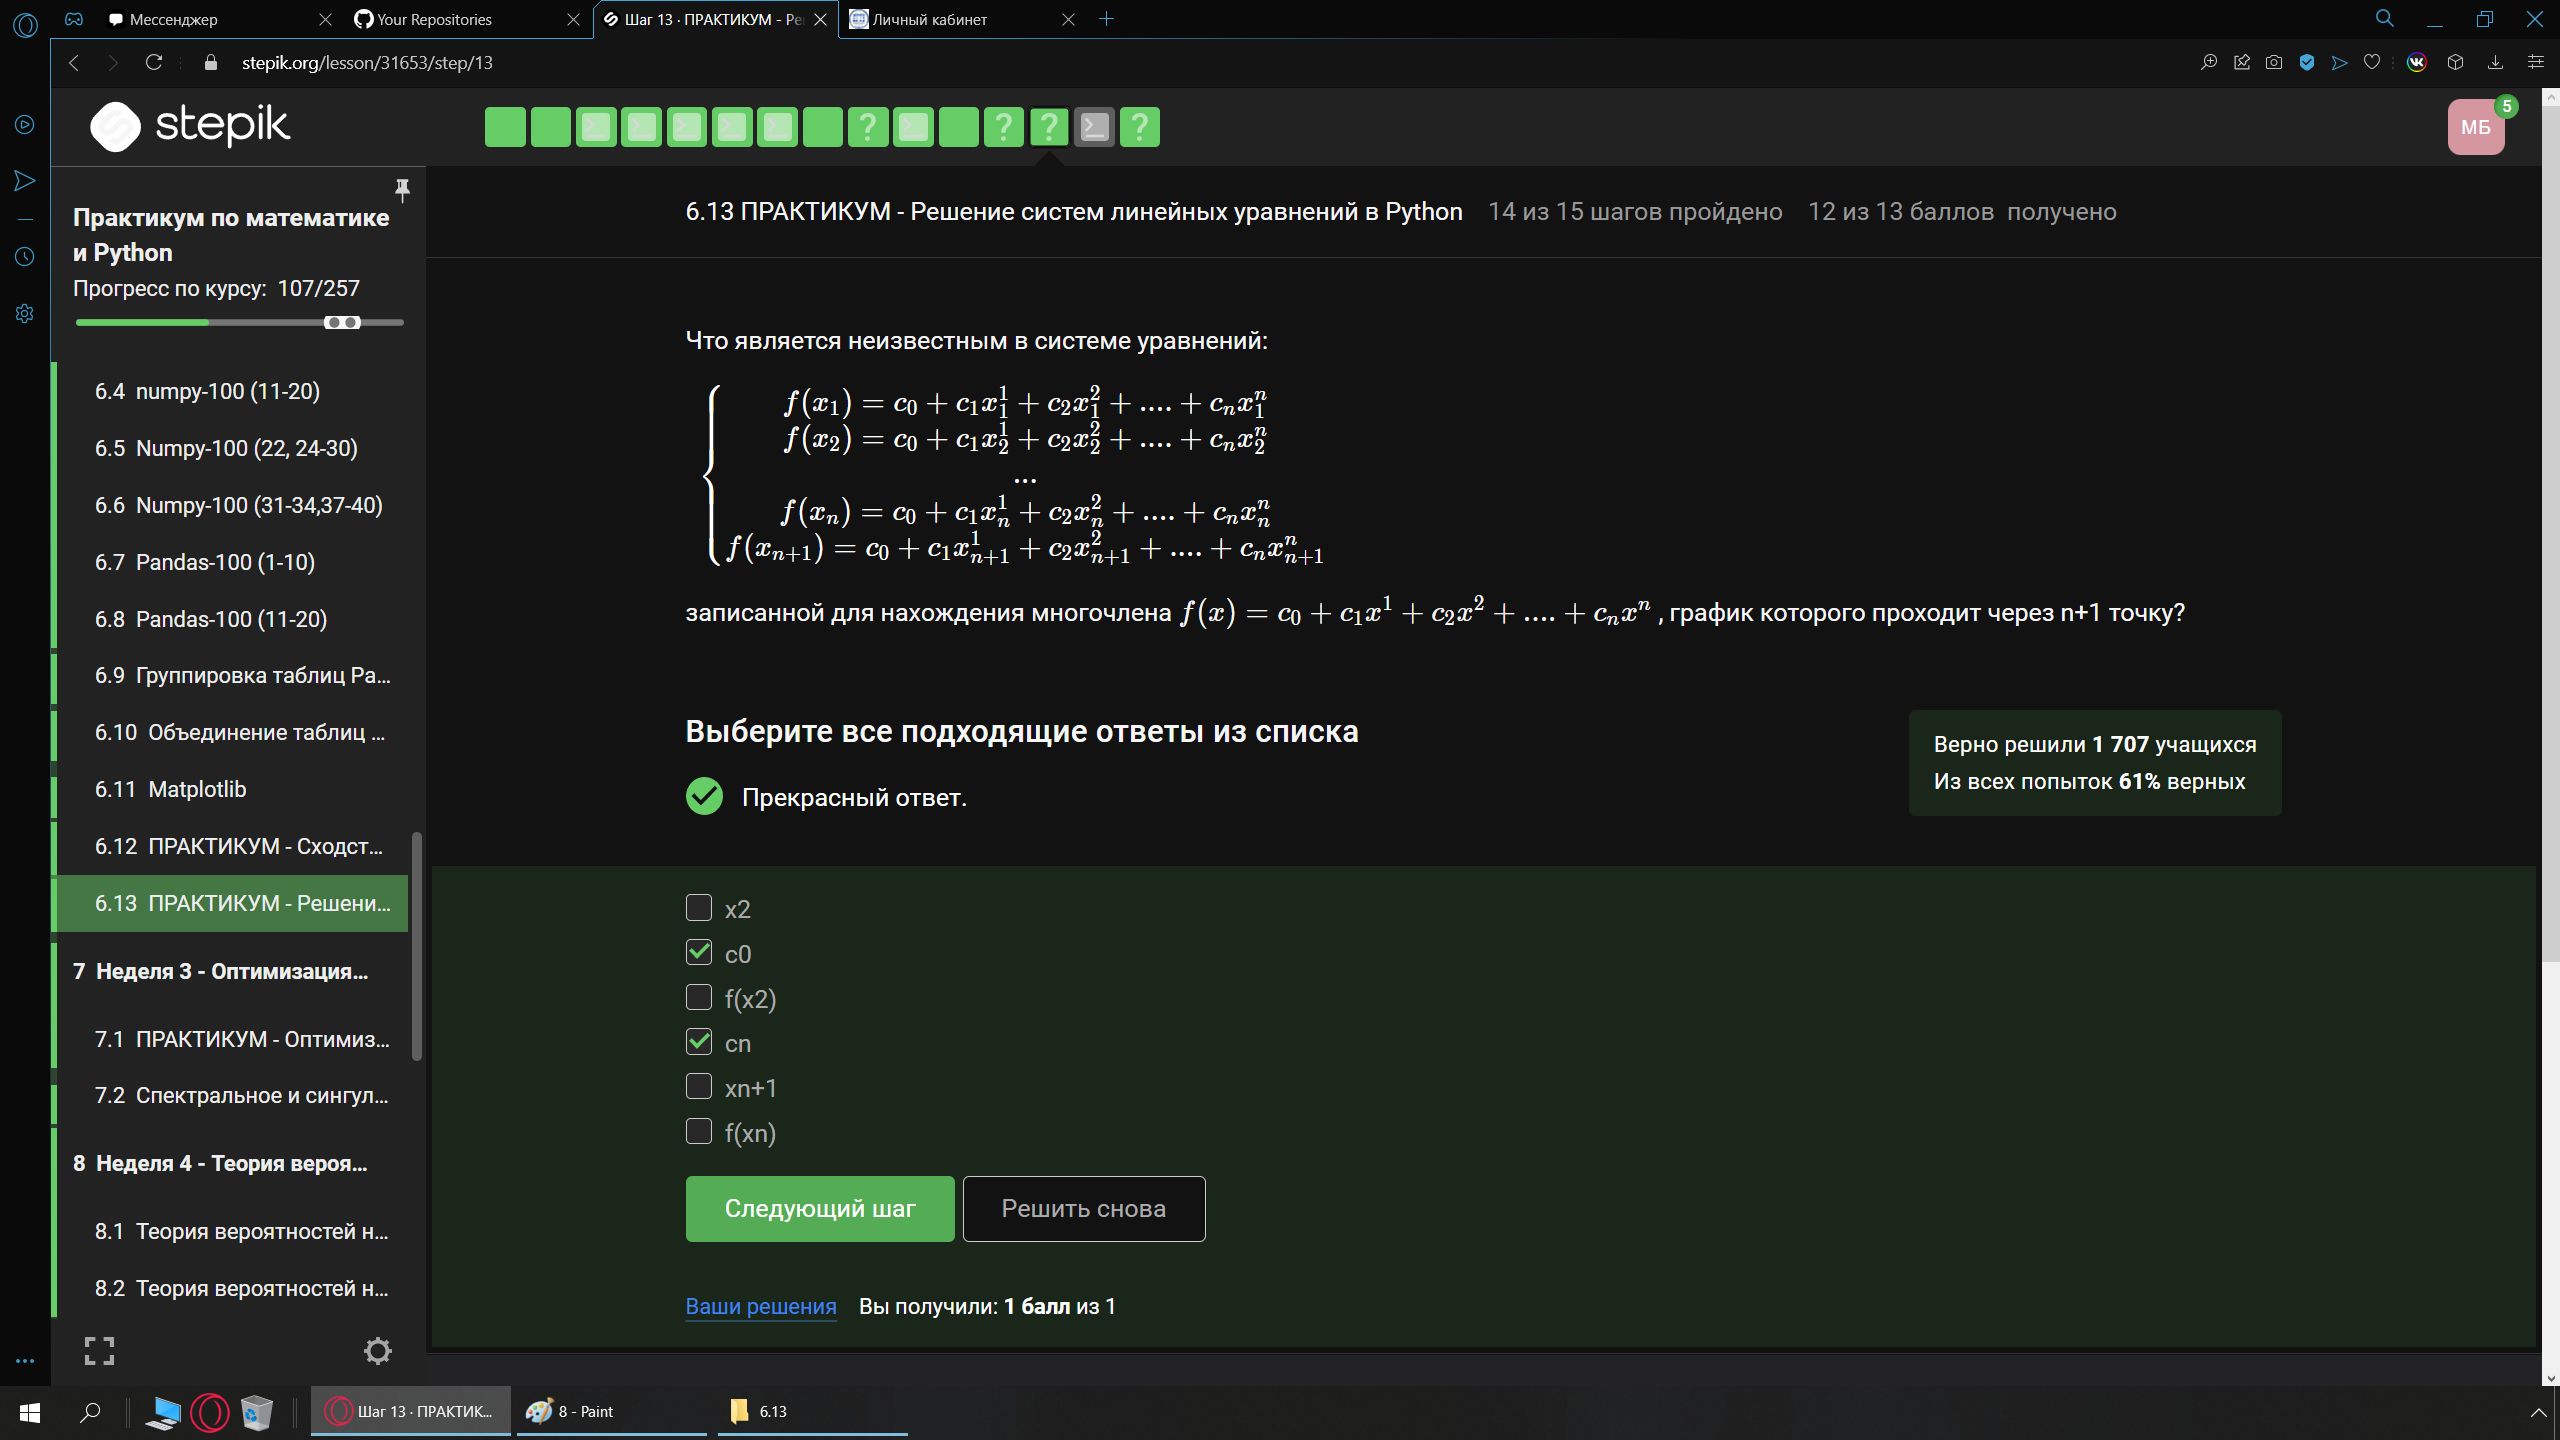 Мессенджер
Your Repositories
Шаг 13 · ПРАКТИКУМ - Ре
Личный кабинет
stepik.org/lesson/31653/step/13
stepik
МБ
5
Практикум по математике
и Python
Прогресс по курсу: 107/257
6.4 numpy-100 (11-20)
6.5 Numpy-100 (22, 24-30)
6.6 Numpy-100 (31-34,37-40)
6.7 Pandas-100 (1-10)
6.8 Pandas-100 (11-20)
6.9 Группировка таблиц Pa...
6.10 Объединение таблиц ...
6.11 Matplotlib
6.12 ПРАКТИКУМ - Сходст...
6.13 ПРАКТИКУМ - Решени...
7 Неделя 3 - Оптимизация...
7.1 ПРАКТИКУМ - Оптимиз...
7.2 Спектральное и сингул...
8 Неделя 4 - Теория вероя...
8.1 Теория вероятностей н...
8.2 Теория вероятностей н...
6.13 ПРАКТИКУМ - Решение систем линейных уравнений в Python 14 из 15 шагов пройдено 12 из 13 баллов получено
Что является неизвестным в системе уравнений:
f(x_1) = c_0 + c_1x_1^1 + c_2x_1^2 + .... + c_nx_1^n
f(x_2) = c_0 + c_1x_2^1 + c_2x_2^2 + .... + c_nx_2^n
...
f(x_n) = c_0 + c_1x_n^1 + c_2x_n^2 + .... + c_nx_n^n
f(x_{n+1}) = c_0 + c_1x_{n+1}^1 + c_2x_{n+1}^2 + .... + c_nx_{n+1}^n
записанной для нахождения многочлена f(x) = c_0 + c_1x^1 + c_2x^2 + .... + c_nx^n , график которого проходит через n+1 точку?
Выберите все подходящие ответы из списка
Прекрасный ответ.
Верно решили 1 707 учащихся
Из всех попыток 61% верных
x2
c0
f(x2)
cn
xn+1
f(xn)
Следующий шаг
Решить снова
Ваши решения Вы получили: 1 балл из 1
Шаг 13 · ПРАКТИК...
8 - Paint
6.13